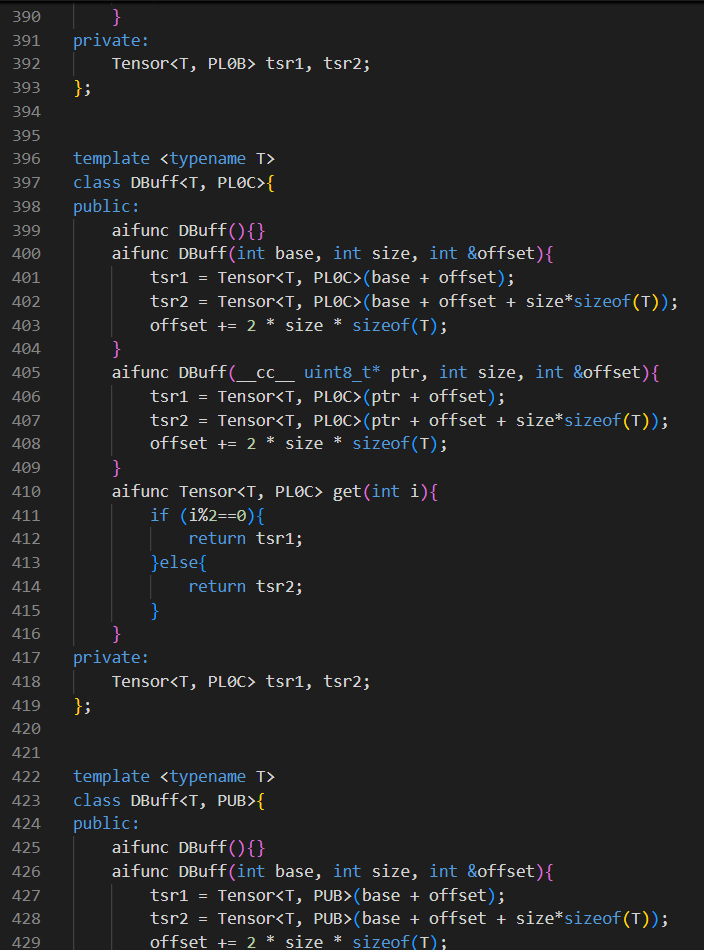 390         }
391     private:
392         Tensor<T, PL0B> tsr1, tsr2;
393     };
394
395
396     template <typename T>
397     class DBuff<T, PL0C>{
398     public:
399         aifunc DBuff(){}
400         aifunc DBuff(int base, int size, int &offset){
401             tsr1 = Tensor<T, PL0C>(base + offset);
402             tsr2 = Tensor<T, PL0C>(base + offset + size*sizeof(T));
403             offset += 2 * size * sizeof(T);
404         }
405         aifunc DBuff(__cc__ uint8_t* ptr, int size, int &offset){
406             tsr1 = Tensor<T, PL0C>(ptr + offset);
407             tsr2 = Tensor<T, PL0C>(ptr + offset + size*sizeof(T));
408             offset += 2 * size * sizeof(T);
409         }
410         aifunc Tensor<T, PL0C> get(int i){
411             if (i%2==0){
412                 return tsr1;
413             }else{
414                 return tsr2;
415             }
416         }
417     private:
418         Tensor<T, PL0C> tsr1, tsr2;
419     };
420
421
422     template <typename T>
423     class DBuff<T, PUB>{
424     public:
425         aifunc DBuff(){}
426         aifunc DBuff(int base, int size, int &offset){
427             tsr1 = Tensor<T, PUB>(base + offset);
428             tsr2 = Tensor<T, PUB>(base + offset + size*sizeof(T));
429             offset += 2 * size * sizeof(T);